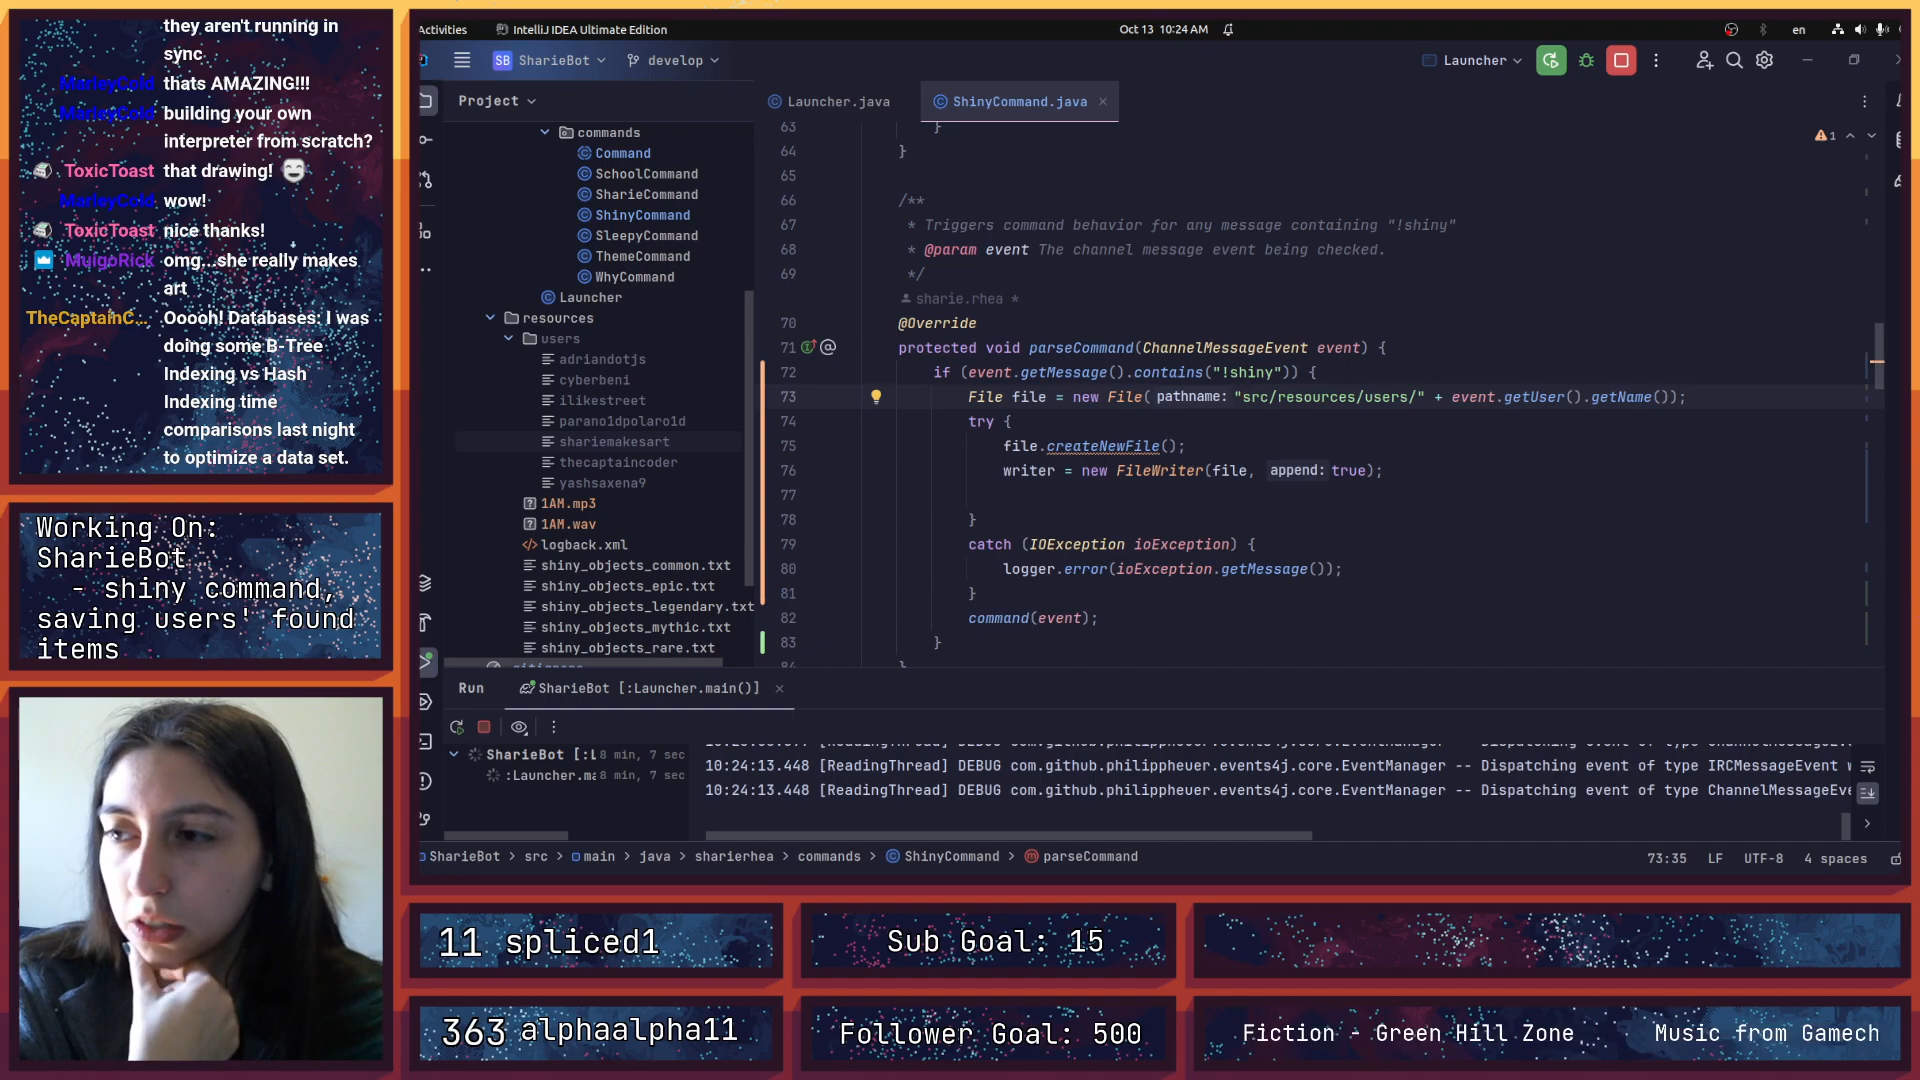 they aren't running in
sync
MarleyCold thats AMAZING!!!
MarleyCold building your own
interpreter from scratch?
ToxicToast that drawing!
MarleyCold wow!
ToxicToast nice thanks!
MuigoRick omg...she really makes
art
TheCaptainC... Ooooh! Databases: I was
doing some B-Tree
Indexing vs Hash
Indexing time
comparisons last night
to optimize a data set.
Working On:
SharieBot
- shiny command,
saving users' found
items
Activities
IntelliJ IDEA Ultimate Edition
Oct 13 10:24 AM
en
SB SharieBot
develop
Launcher
Project
commands
Command
SchoolCommand
SharieCommand
ShinyCommand
SleepyCommand
ThemeCommand
WhyCommand
Launcher
resources
users
adriandotjs
cyberbeni
ilikestreet
parano1dpolaro1d
shariemakesart
thecaptaincoder
yashsaxena9
1AM.mp3
1AM.wav
logback.xml
shiny_objects_common.txt
shiny_objects_epic.txt
shiny_objects_legendary.txt
shiny_objects_mythic.txt
shiny_objects_rare.txt
Launcher.java
ShinyCommand.java
1
63 }
64 }
65
66 /**
67 * Triggers command behavior for any message containing "!shiny"
68 * @param event The channel message event being checked.
69 */
sharie.rhea *
70 @Override
71 protected void parseCommand(ChannelMessageEvent event) {
72 if (event.getMessage().contains("!shiny")) {
73 File file = new File( pathname: "src/resources/users/" + event.getUser().getName());
74 try {
75 file.createNewFile();
76 writer = new FileWriter(file, append: true);
77
78 }
79 catch (IOException ioException) {
80 logger.error(ioException.getMessage());
81 }
82 command(event);
83 }
Run
SharieBot [:Launcher.main()]
SharieBot [:L 8 min, 7 sec
:Launcher.ma 8 min, 7 sec
10:24:13.448 [ReadingThread] DEBUG com.github.philippheuer.events4j.core.EventManager -- Dispatching event of type IRCMessageEvent
10:24:13.448 [ReadingThread] DEBUG com.github.philippheuer.events4j.core.EventManager -- Dispatching event of type ChannelMessageEve
SharieBot > src > main > java > sharierhea > commands > ShinyCommand > parseCommand
73:35 LF UTF-8 4 spaces
11 spliced1
Sub Goal: 15
363 alphaalpha11
Follower Goal: 500
Fiction - Green Hill Zone
Music from Gamech